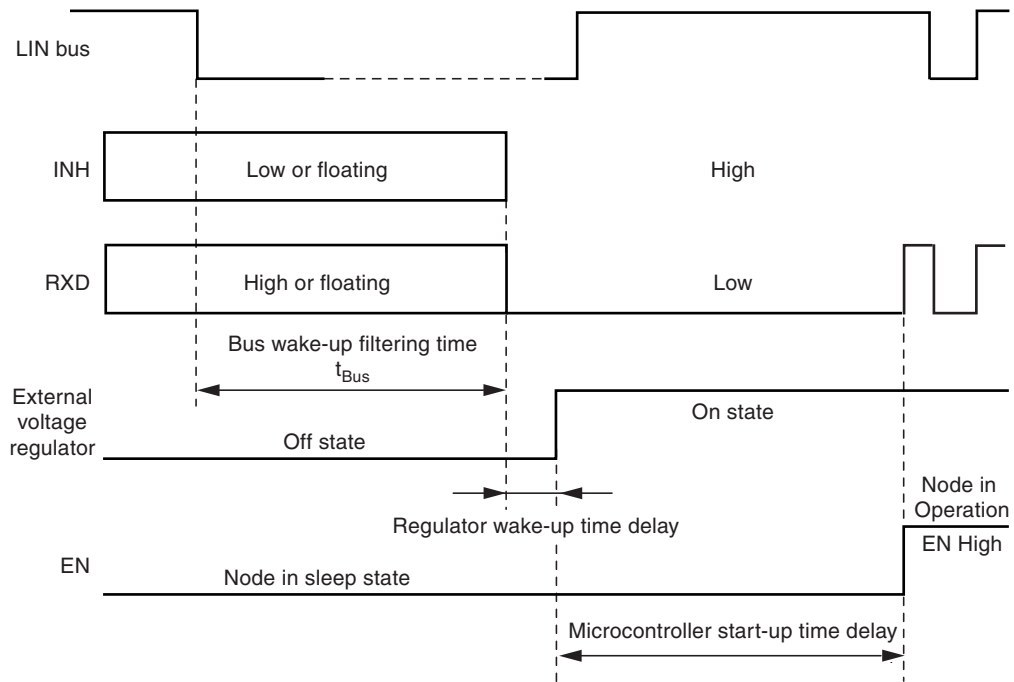 LIN bus
INH
Low or floating
High
RXD
High or floating
Low
Bus wake-up filtering time
tBus
External
voltage
regulator
Off state
On state
Regulator wake-up time delay
Node in
Operation
EN
Node in sleep state
EN High
Microcontroller start-up time delay